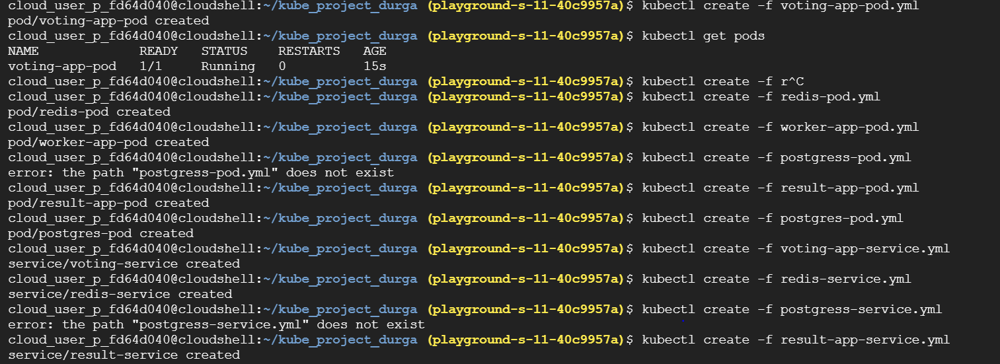 cloud_user_p_fd64d040@cloudshell:~/kube_project_durga (playground-s-11-40c9957a)$ kubectl create -f voting-app-pod.yml
pod/voting-app-pod created
cloud_user_p_fd64d040@cloudshell:~/kube_project_durga (playground-s-11-40c9957a)$ kubectl get pods
NAME             READY   STATUS    RESTARTS   AGE
voting-app-pod   1/1     Running   0          15s
cloud_user_p_fd64d040@cloudshell:~/kube_project_durga (playground-s-11-40c9957a)$ kubectl create -f r^C
cloud_user_p_fd64d040@cloudshell:~/kube_project_durga (playground-s-11-40c9957a)$ kubectl create -f redis-pod.yml
pod/redis-pod created
cloud_user_p_fd64d040@cloudshell:~/kube_project_durga (playground-s-11-40c9957a)$ kubectl create -f worker-app-pod.yml
pod/worker-app-pod created
cloud_user_p_fd64d040@cloudshell:~/kube_project_durga (playground-s-11-40c9957a)$ kubectl create -f postgress-pod.yml
error: the path "postgress-pod.yml" does not exist
cloud_user_p_fd64d040@cloudshell:~/kube_project_durga (playground-s-11-40c9957a)$ kubectl create -f result-app-pod.yml
pod/result-app-pod created
cloud_user_p_fd64d040@cloudshell:~/kube_project_durga (playground-s-11-40c9957a)$ kubectl create -f postgres-pod.yml
pod/postgres-pod created
cloud_user_p_fd64d040@cloudshell:~/kube_project_durga (playground-s-11-40c9957a)$ kubectl create -f voting-app-service.yml
service/voting-service created
cloud_user_p_fd64d040@cloudshell:~/kube_project_durga (playground-s-11-40c9957a)$ kubectl create -f redis-service.yml
service/redis-service created
cloud_user_p_fd64d040@cloudshell:~/kube_project_durga (playground-s-11-40c9957a)$ kubectl create -f postgress-service.yml
error: the path "postgress-service.yml" does not exist
cloud_user_p_fd64d040@cloudshell:~/kube_project_durga (playground-s-11-40c9957a)$ kubectl create -f result-app-service.yml
service/result-service created